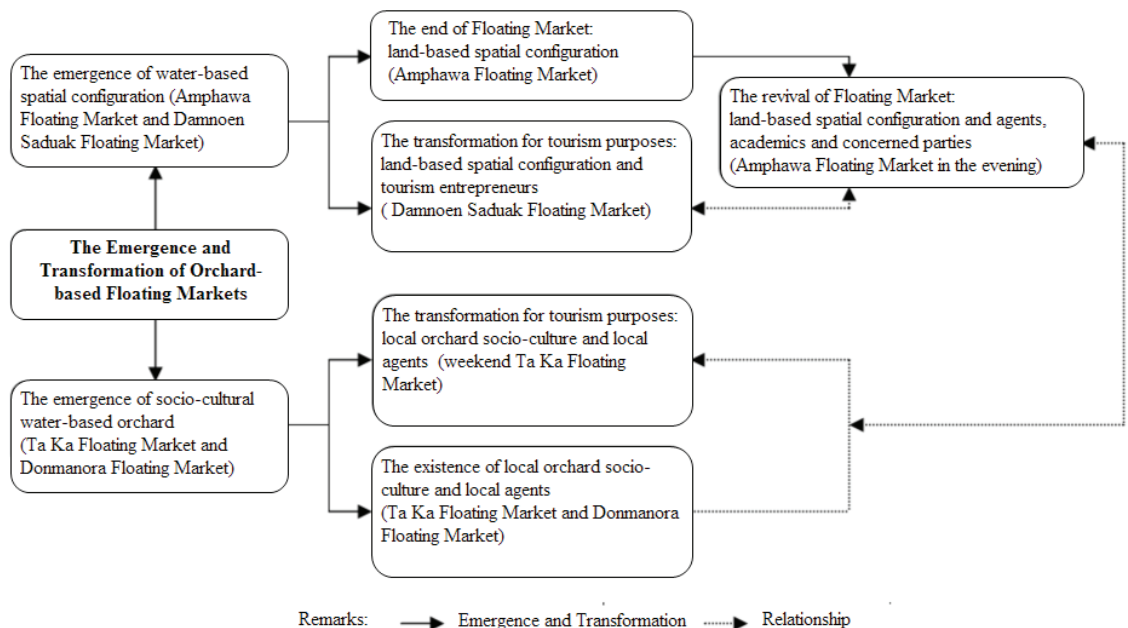 The emergence of water-based
spatial configuration (Amphawa
Floating Market and Damnoen
Saduak Floating Market)
The Emergence and
Transformation of Orchard-
based Floating Markets
The emergence of socio-cultural
water-based orchard
(Ta Ka Floating Market and
Donmanora Floating Market)
The end of Floating Market:
land-based spatial configuration
(Amphawa Floating Market)
The transformation for tourism purposes:
land-based spatial configuration and
tourism entrepreneurs
( Damnoen Saduak Floating Market)
The transformation for tourism purposes:
local orchard socio-culture and local
agents (weekend Ta Ka Floating
Market)
The existence of local orchard socio-
culture and local agents
(Ta Ka Floating Market and Donmanora
Floating Market)
The revival of Floating Market:
land-based spatial configuration and agents,
academics and concerned parties
(Amphawa Floating Market in the evening)
Remarks: Emergence and Transformation Relationship